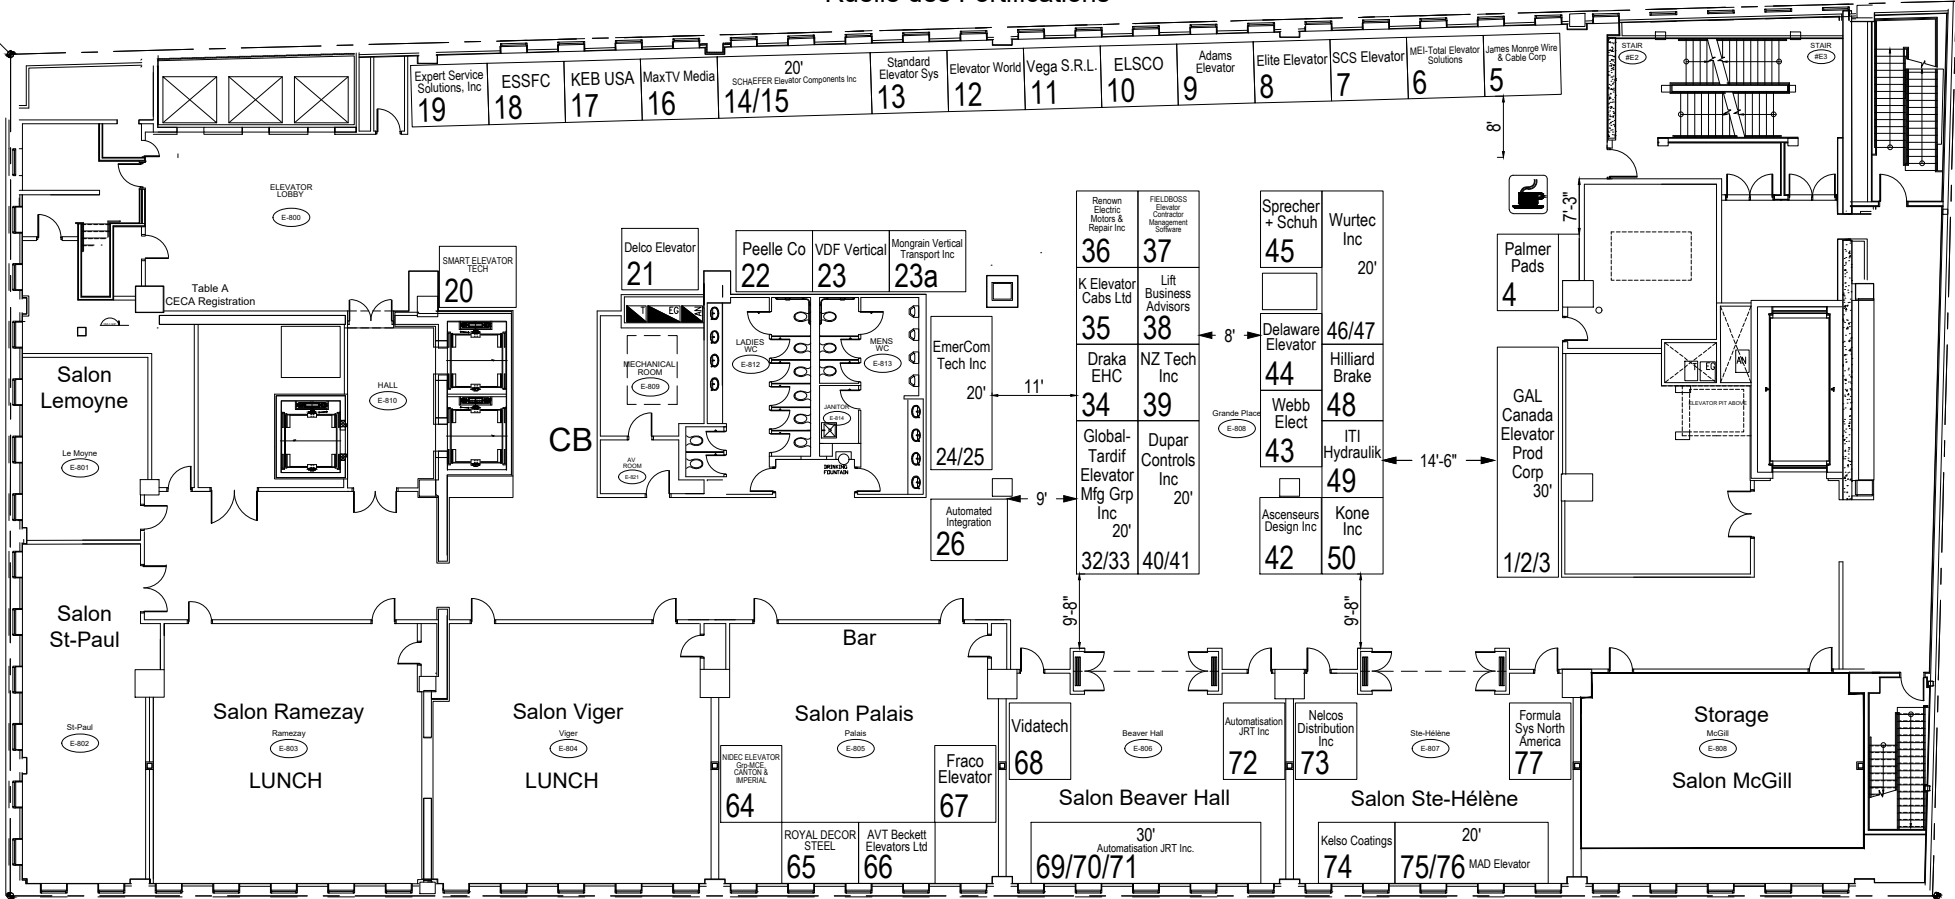 Ruelle des Fortifications
Expert Service
Solutions, Inc
19
ESSFC
18
KEB USA
17
MaxTV Media
16
20'
SCHAEFER Elevator Components Inc
14/15
Standard
Elevator Sys
13
Elevator World
12
Vega S.R.L.
11
ELSCO
10
Adams
Elevator
9
Elite Elevator
8
SCS Elevator
7
MEI-Total Elevator
Solutions
6
James Monroe Wire
& Cable Corp
5
8'
STAIR
#E2
STAIR
#E3
ELEVATOR
LOBBY
E-800
Table A
CECA Registration
SMART ELEVATOR
TECH
20
Delco Elevator
21
Peelle Co
22
VDF Vertical
23
Mongrain Vertical
Transport Inc
23a
Renown
Electric
Motors &
Repair Inc
36
FIELDBOSS
Elevator
Contractor
Management
Software
37
K Elevator
Cabs Ltd
35
Lift
Business
Advisors
38
Draka
EHC
34
NZ Tech
Inc
39
Global-
Tardif
Elevator
Mfg Grp
Inc
20'
32/33
Dupar
Controls
Inc
20'
40/41
Sprecher
+ Schuh
45
Wurtec
Inc
20'
46/47
Delaware
Elevator
44
Hilliard
Brake
48
Webb
Elect
43
ITI
Hydraulik
49
Ascenseurs
Design Inc
42
Kone
Inc
50
8'
11'
9'
14'-6"
9'-8"
9'-8"
7'-3"
Grande Place
E-808
Palmer
Pads
4
GAL
Canada
Elevator
Prod
Corp
30'
1/2/3
EG
AN
ELEVATOR PIT ABOVE
EmerCom
Tech Inc
20'
24/25
Automated
Integration
26
T
EG
AN
MECHANICAL
ROOM
E-809
AV
ROOM
E-821
LADIES
WC
E-812
MENS
WC
E-813
JANITOR
E-814
DRINKING
FOUNTAIN
CB
HALL
E-810
Salon
Lemoyne
Le Moyne
E-801
Salon
St-Paul
St-Paul
E-802
Salon Ramezay
Ramezay
E-803
LUNCH
Salon Viger
Viger
E-804
LUNCH
Bar
Salon Palais
Palais
E-805
NIDEC ELEVATOR
Grp-MCE,
CANTON &
IMPERIAL
64
ROYAL DECOR
STEEL
65
AVT Beckett
Elevators Ltd
66
Fraco
Elevator
67
Vidatech
68
Beaver Hall
E-806
Automatisation
JRT Inc
72
Salon Beaver Hall
30'
Automatisation JRT Inc.
69/70/71
Nelcos
Distribution
Inc
73
Ste-Hélène
E-807
Formula
Sys North
America
77
Salon Ste-Hélène
Kelso Coatings
74
20'
75/76 MAD Elevator
Storage
McGill
E-808
Salon McGill